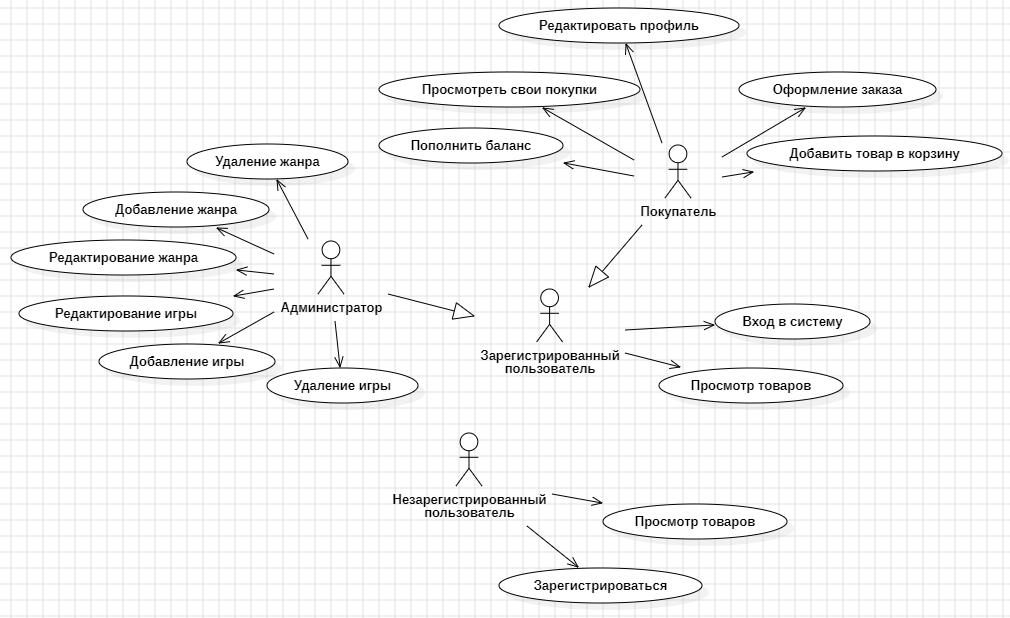 Редактировать профиль
Просмотреть свои покупки
Оформление заказа
Пополнить баланс
Добавить товар в корзину
Удаление жанра
Покупатель
Добавление жанра
Редактирование жанра
Администратор
Редактирование игры
Вход в систему
Зарегистрированный
пользователь
Добавление игры
Удаление игры
Просмотр товаров
Незарегистрированный
пользователь
Просмотр товаров
Зарегистрироваться